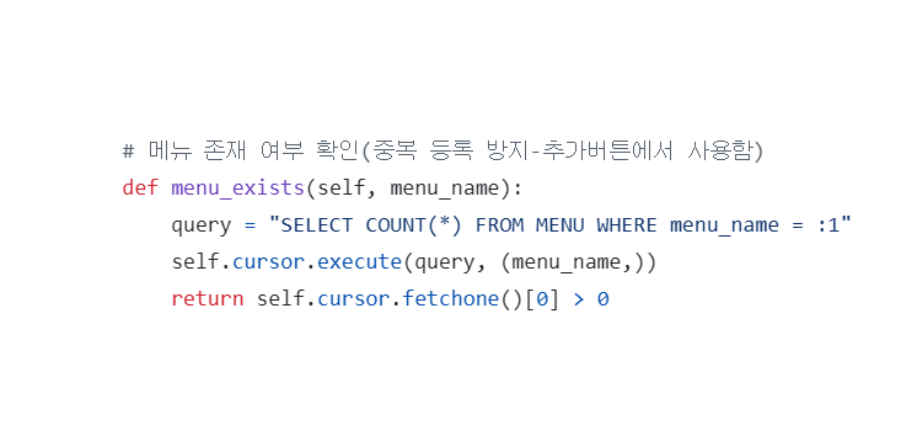 # 메뉴 존재 여부 확인(중복 등록 방지-추가버튼에서 사용함)
def menu_exists(self, menu_name):
    query = "SELECT COUNT(*) FROM MENU WHERE menu_name = :1"
    self.cursor.execute(query, (menu_name,))
    return self.cursor.fetchone()[0] > 0